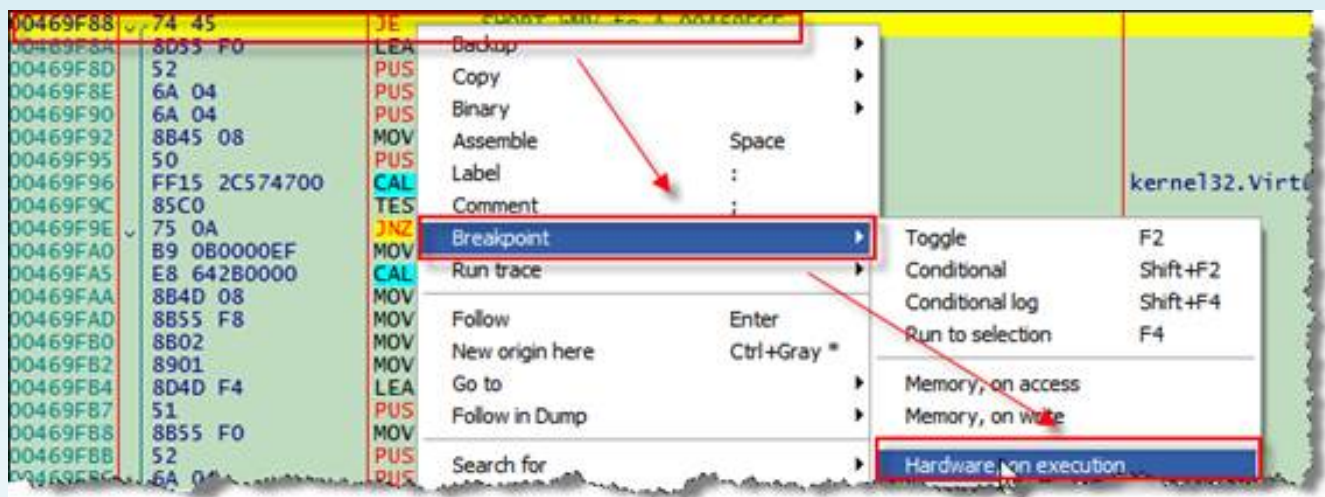 00469F88 74 45 JE SHORT
00469F8A 8D55 F0 LEA
00469F8D 52 PUS
00469F8E 6A 04 PUS
00469F90 6A 04 PUS
00469F92 8B45 08 MOV
00469F95 50 PUS
00469F96 FF15 2C574700 CAL kernel32.Virt
00469F9C 85C0 TES
00469F9E 75 0A JNZ
00469FA0 B9 0B0000EF MOV
00469FA5 E8 642B0000 CAL
00469FAA 8B4D 08 MOV
00469FAD 8B55 F8 MOV
00469FB0 8B02 MOV
00469FB2 8901 MOV
00469FB4 8D4D F4 LEA
00469FB7 51 PUS
00469FB8 8B55 F0 MOV
00469FBB 52 PUS
6A 04 PUS
Backup
Copy
Binary
Assemble Space
Label :
Comment ;
Breakpoint
Run trace
Follow Enter
New origin here Ctrl+Gray *
Go to
Follow in Dump
Search for
Toggle F2
Conditional Shift+F2
Conditional log Shift+F4
Run to selection F4
Memory, on access
Memory, on write
Hardware, on execution